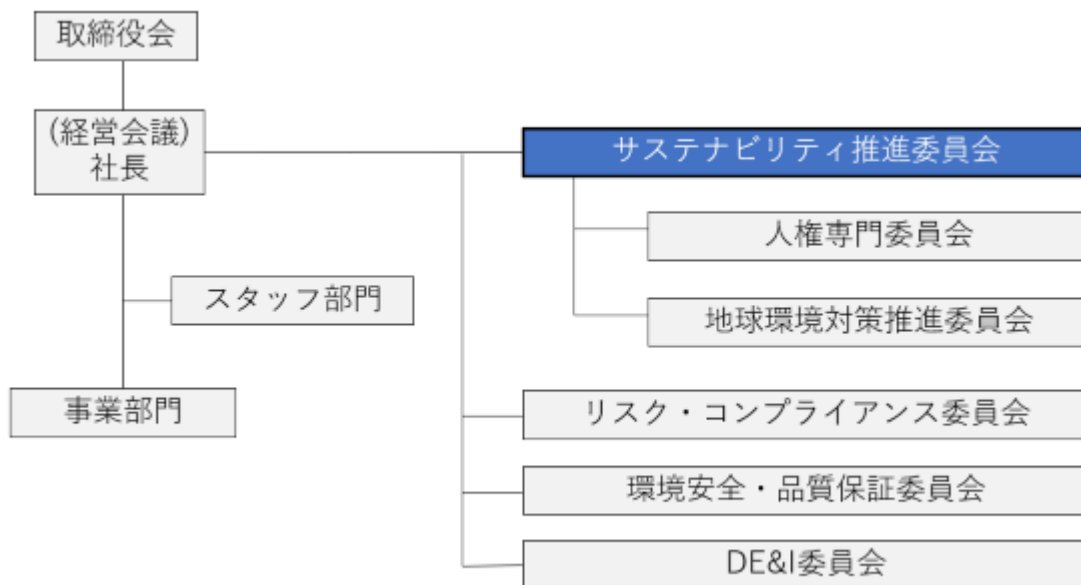 取締役会
(経営会議)
社長
サステナビリティ推進委員会
人権専門委員会
スタッフ部門
地球環境対策推進委員会
事業部門
リスク・コンプライアンス委員会
環境安全・品質保証委員会
DE&I委員会